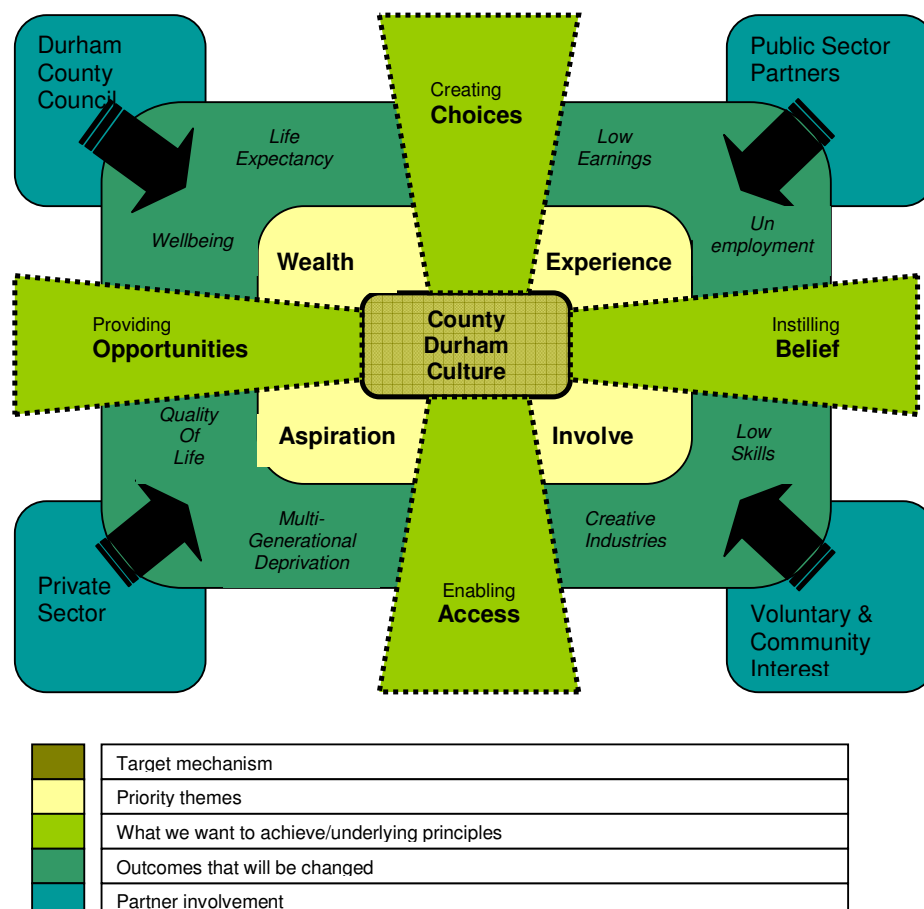 Durham
County
Council
Public Sector
Partners
Creating
Choices
Life
Expectancy
Low
Earnings
Wellbeing
Un
employment
Wealth
Experience
Providing
Opportunities
County
Durham
Culture
Instilling
Belief
Quality
Of
Life
Aspiration
Involve
Low
Skills
Multi-
Generational
Deprivation
Creative
Industries
Private
Sector
Enabling
Access
Voluntary &
Community
Interest
Target mechanism
Priority themes
What we want to achieve/underlying principles
Outcomes that will be changed
Partner involvement